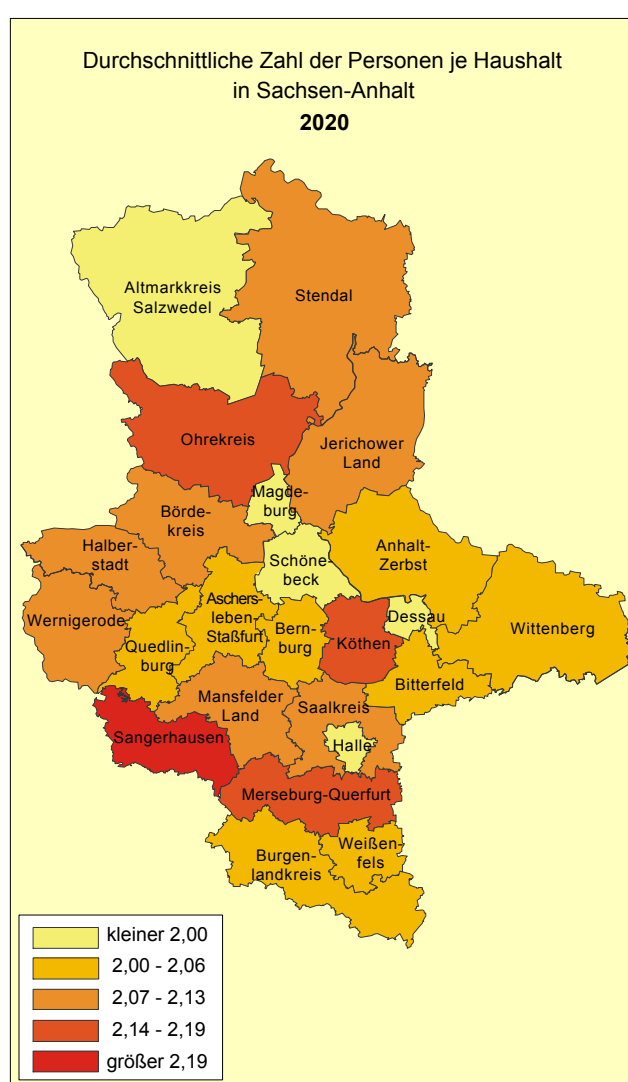 Durchschnittliche Zahl der Personen je Haushalt
in Sachsen-Anhalt
2020
Altmarkkreis
Salzwedel
Stendal
Ohrekreis
Jerichower
Land
Magde-
burg
Börde-
kreis
Halber-
stadt
Schöne-
beck
Anhalt-
Zerbst
Wernigerode
Aschers-
leben-
Staßfurt
Dessau
Wittenberg
Quedlin-
burg
Bern-
burg
Köthen
Bitterfeld
Mansfelder
Land
Saalkreis
Sangerhausen
Halle
Merseburg-Querfurt
Burgen-
landkreis
Weißen-
fels
kleiner 2,00
2,00 - 2,06
2,07 - 2,13
2,14 - 2,19
größer 2,19